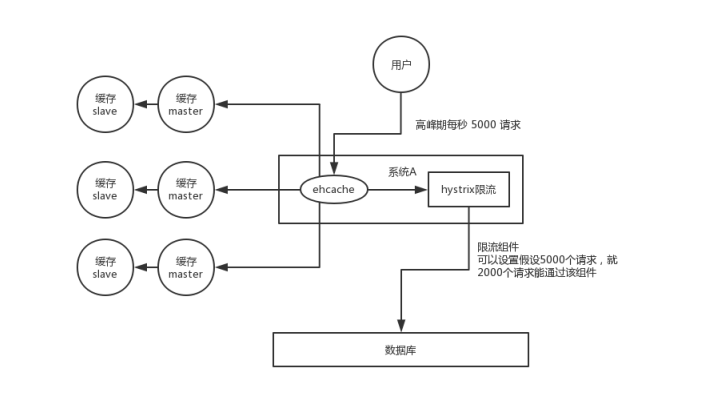 用户
高峰期每秒 5000 请求
缓存
slave
缓存
master
系统A
缓存
slave
缓存
master
ehcache
hystrix限流
缓存
slave
缓存
master
限流组件
可以设置假设5000个请求，就
2000个请求能通过该组件
数据库